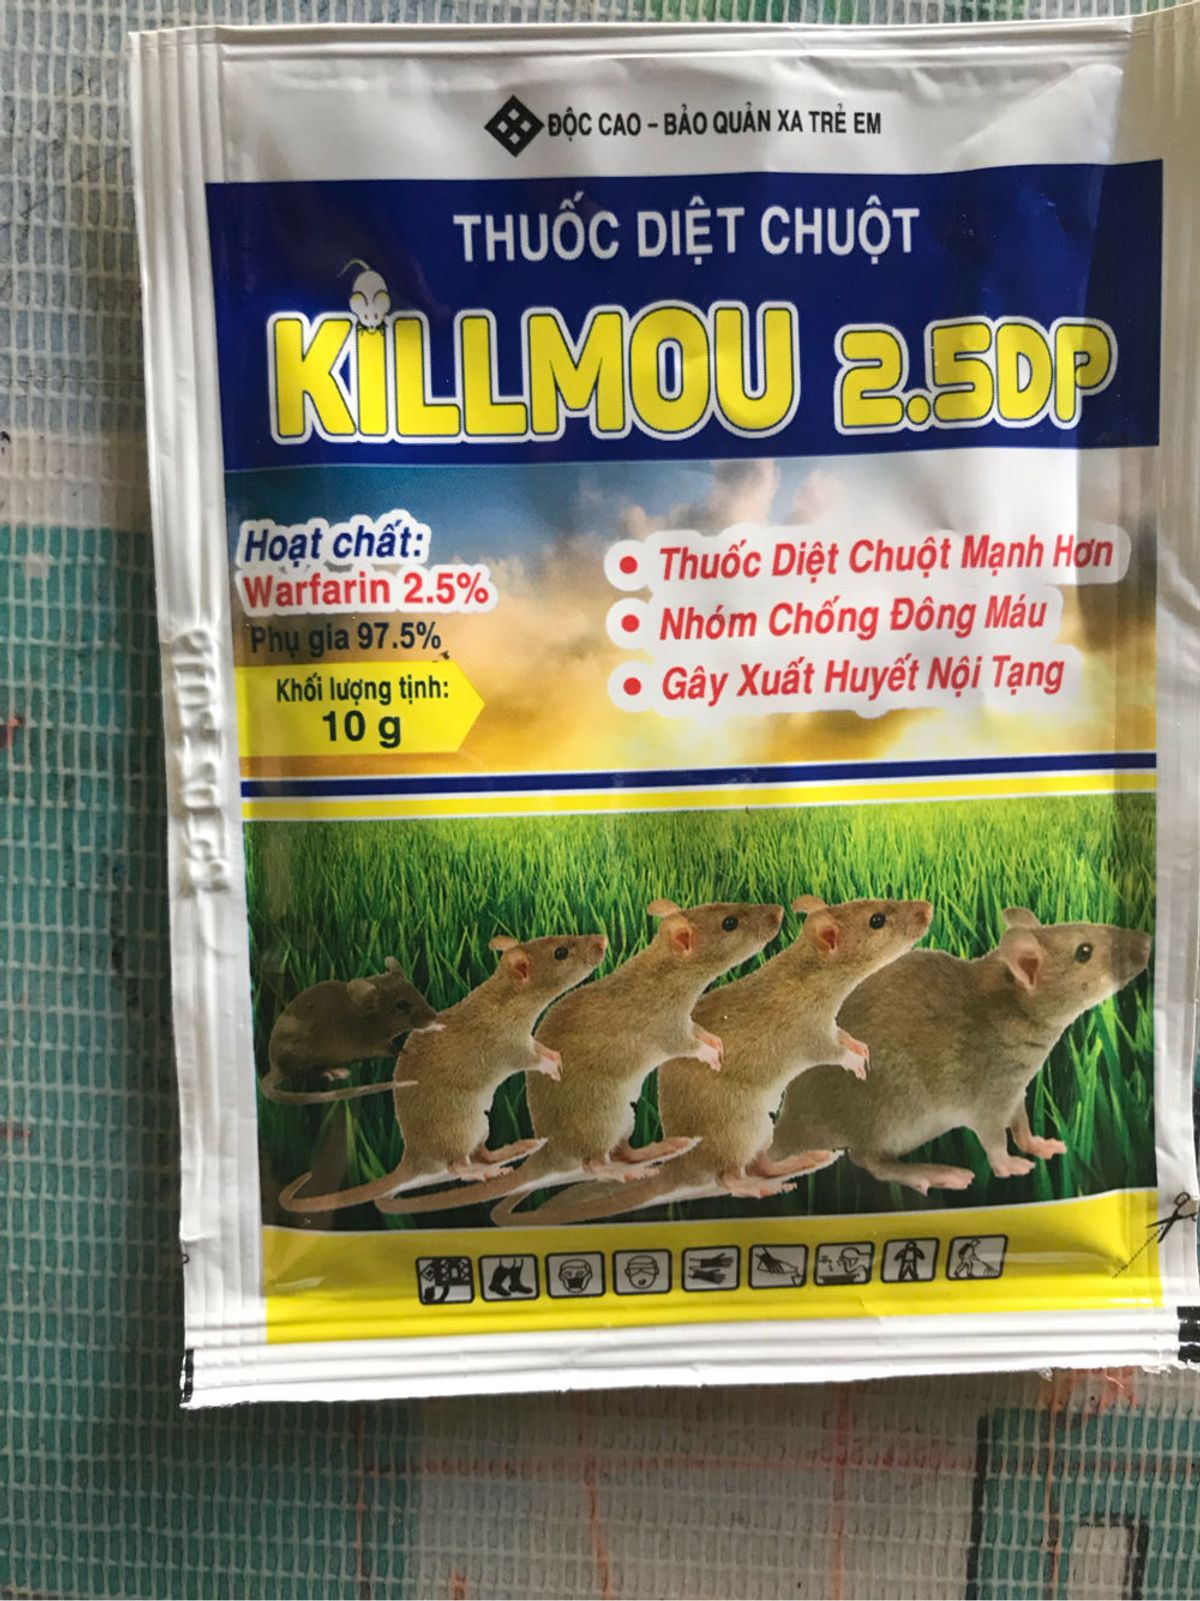 ĐỘC CAO – BẢO QUẢN XA TRẺ EM
THUỐC DIỆT CHUỘT
KILLMOU 2.5DP
Hoạt chất:
Warfarin 2.5%
Phụ gia 97.5%
Khối lượng tịnh:
10 g
• Thuốc Diệt Chuột Mạnh Hơn
• Nhóm Chống Đông Máu
• Gây Xuất Huyết Nội Tạng